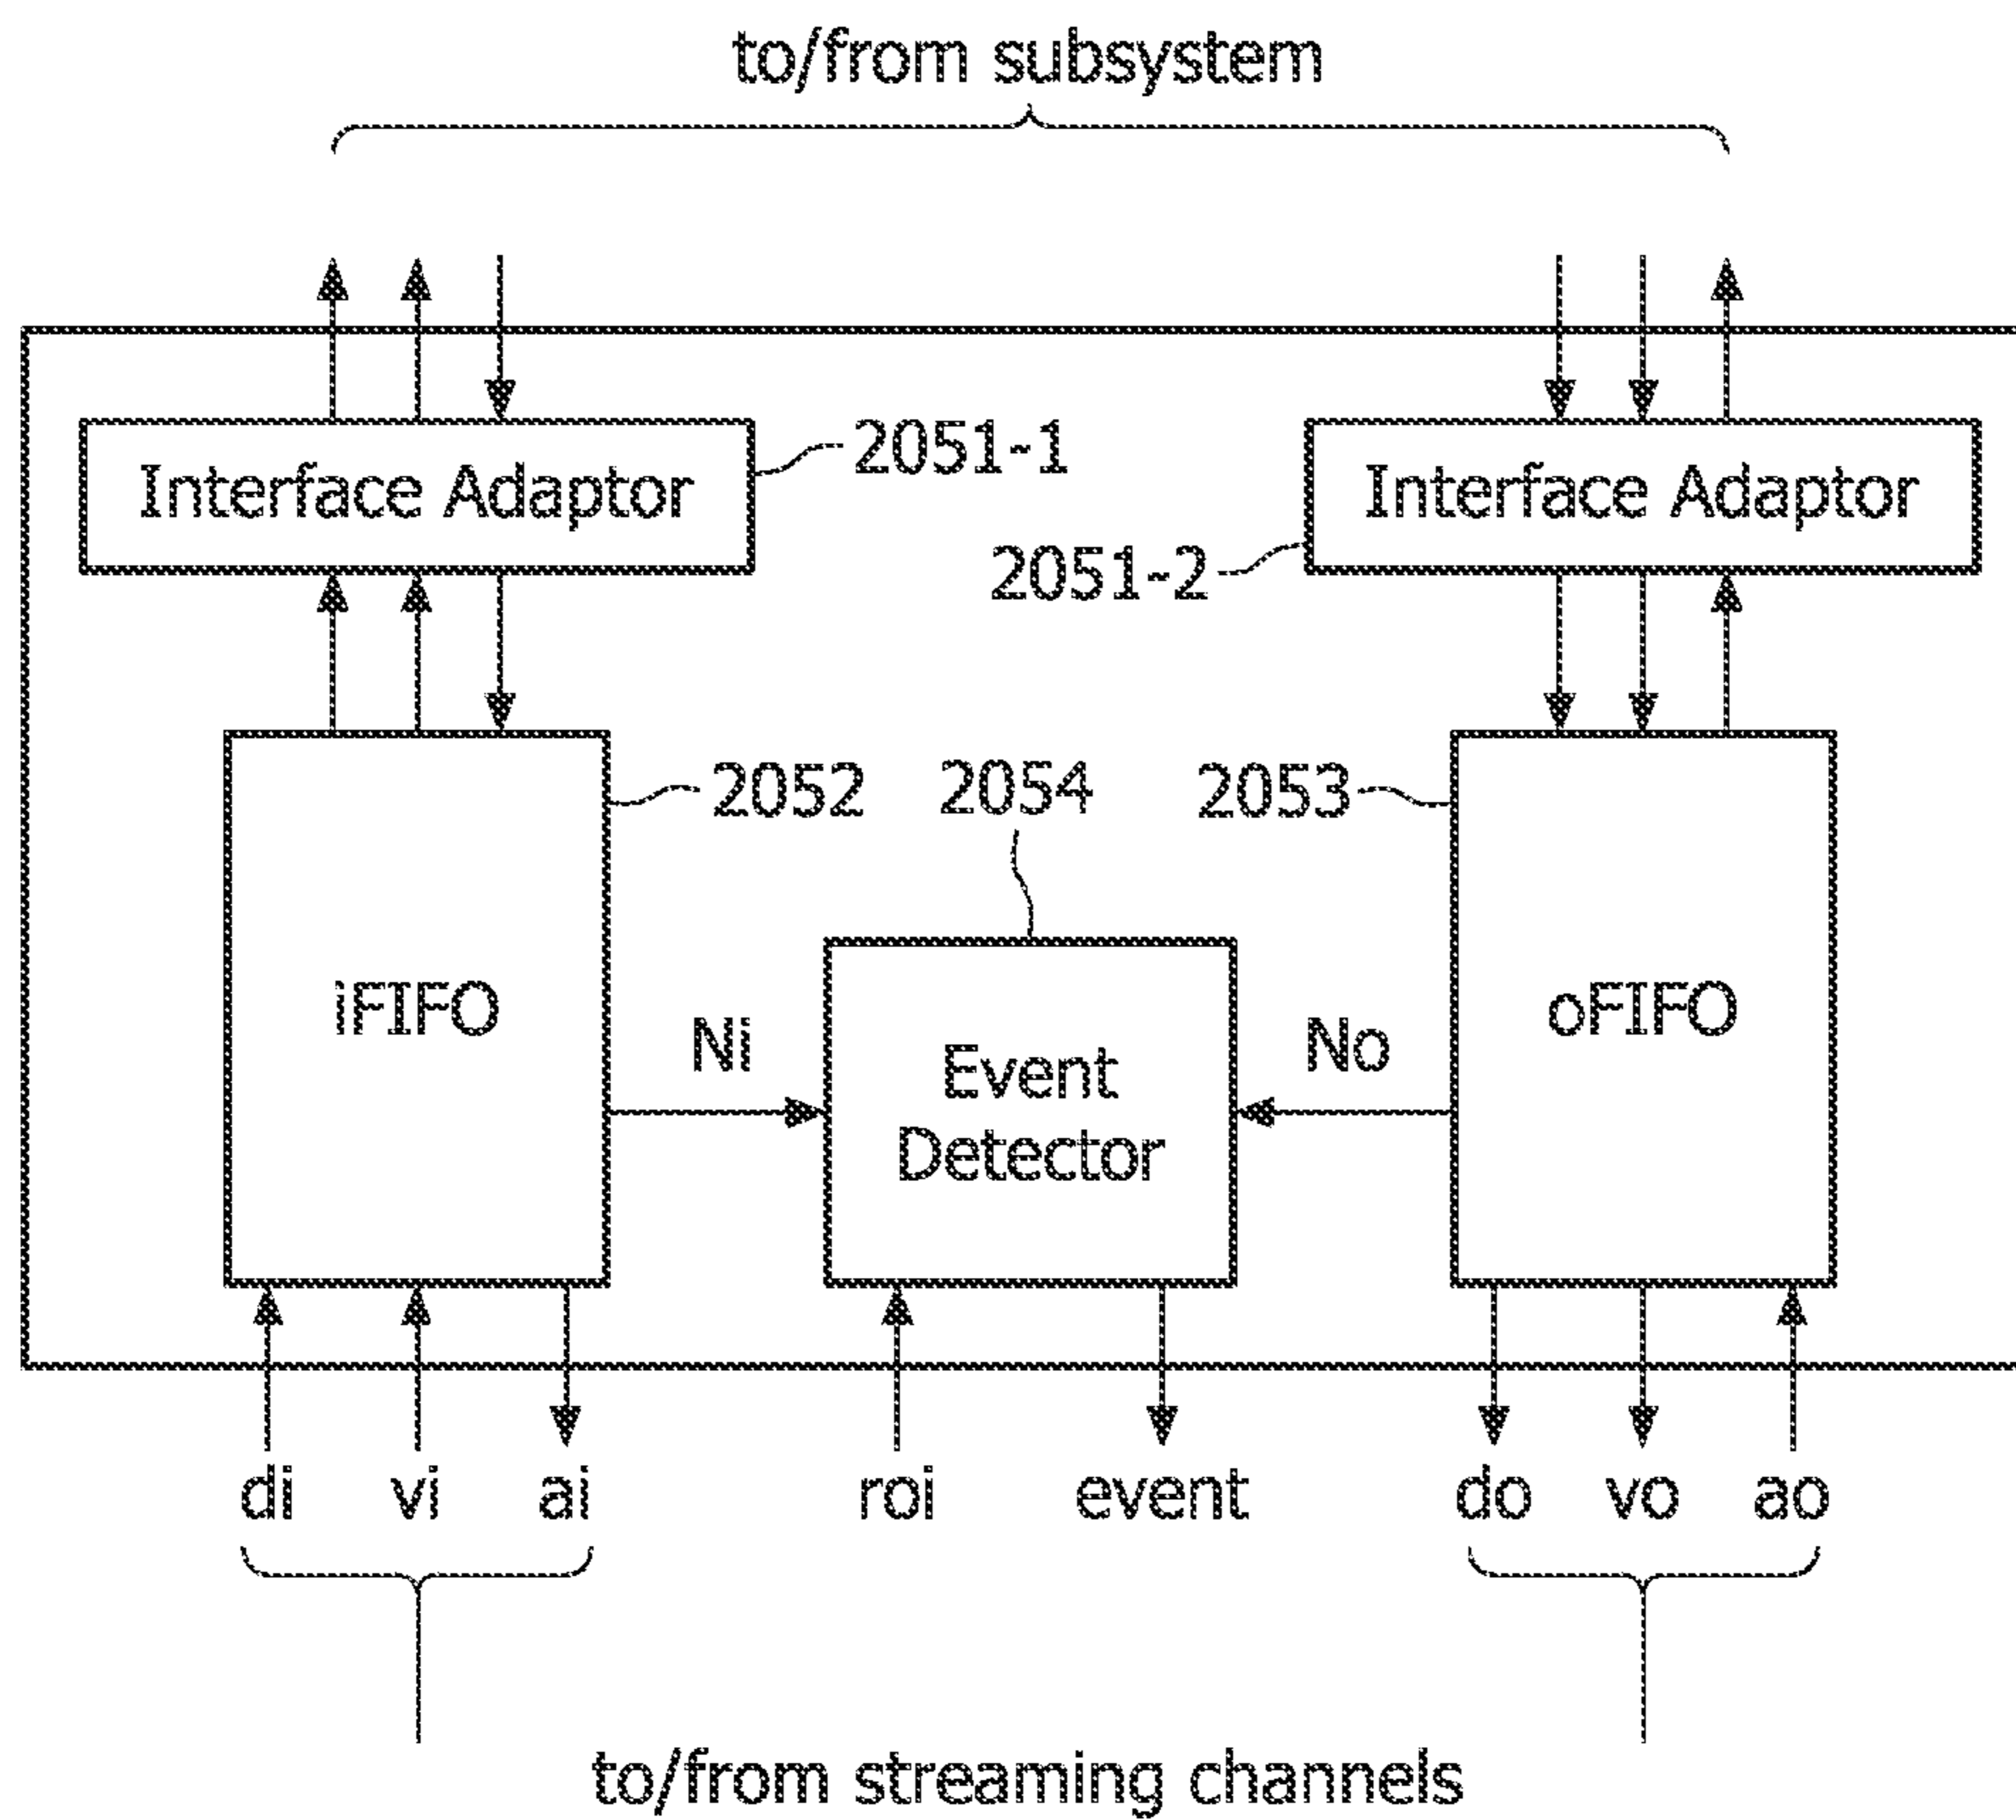 to/from subsystem
Interface Adaptor
2051-1
Interface Adaptor
2051-2
2052
2054
2053
iFIFO
oFIFO
Ni
No
Event
Detector
di vi ai roi event do vo ao
to/from streaming channels